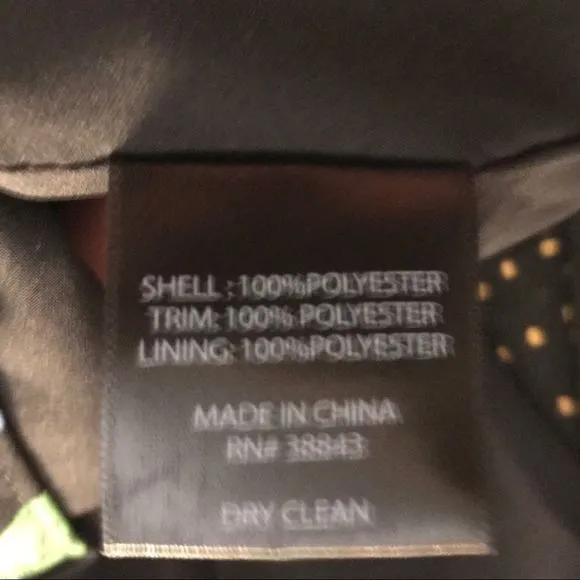 SHELL : 100%POLYESTER
TRIM: 100% POLYESTER
LINING: 100%POLYESTER
MADE IN CHINA
RN# 38843
DRY CLEAN